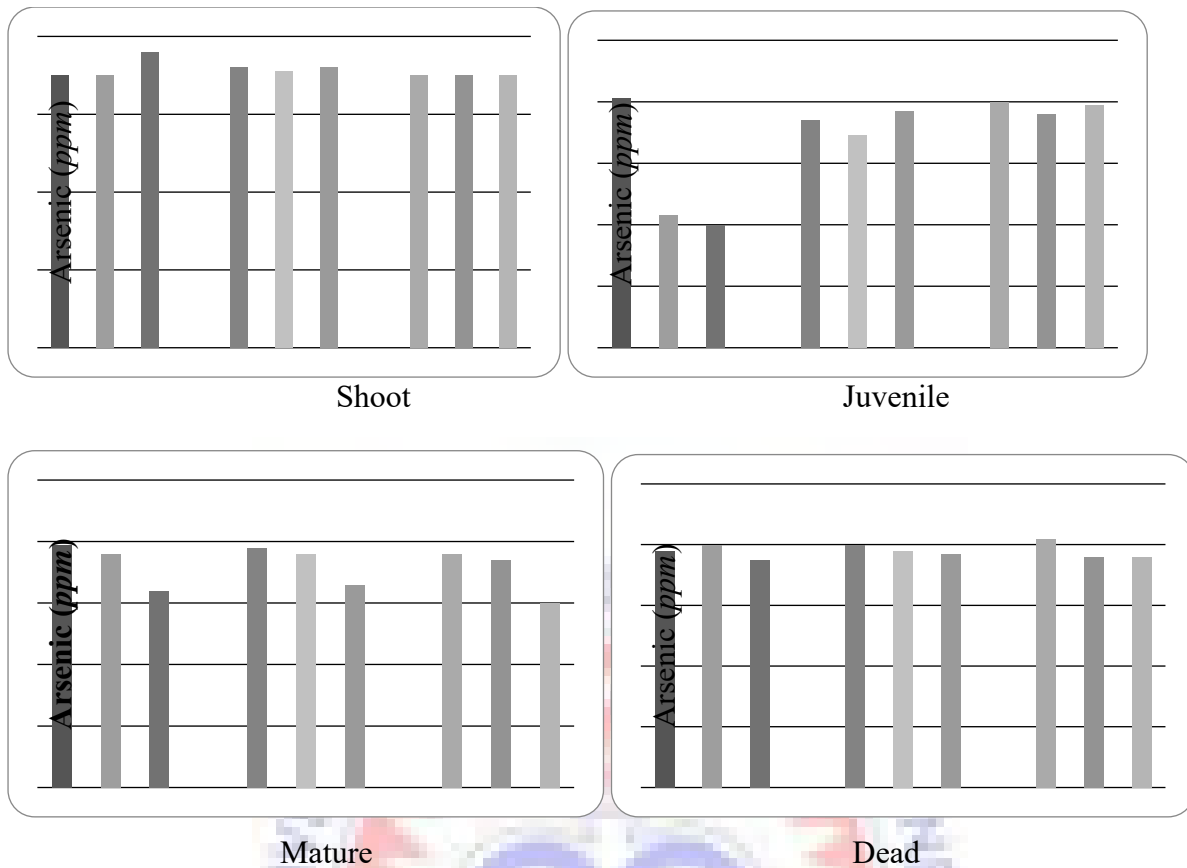 Arsenic (ppm)
Arsenic (ppm)
Shoot
Juvenile
Arsenic (ppm)
Arsenic (ppm)
Mature
Dead